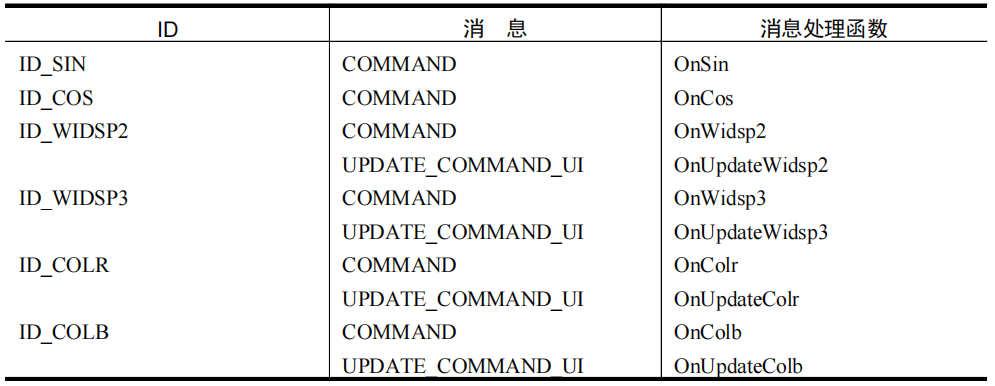 ID 消 息 消息处理函数
ID_SIN COMMAND OnSin
ID_COS COMMAND OnCos
ID_WIDSP2 COMMAND OnWidsp2
UPDATE_COMMAND_UI OnUpdateWidsp2
ID_WIDSP3 COMMAND OnWidsp3
UPDATE_COMMAND_UI OnUpdateWidsp3
ID_COLR COMMAND OnColr
UPDATE_COMMAND_UI OnUpdateColr
ID_COLB COMMAND OnColb
UPDATE_COMMAND_UI OnUpdateColb